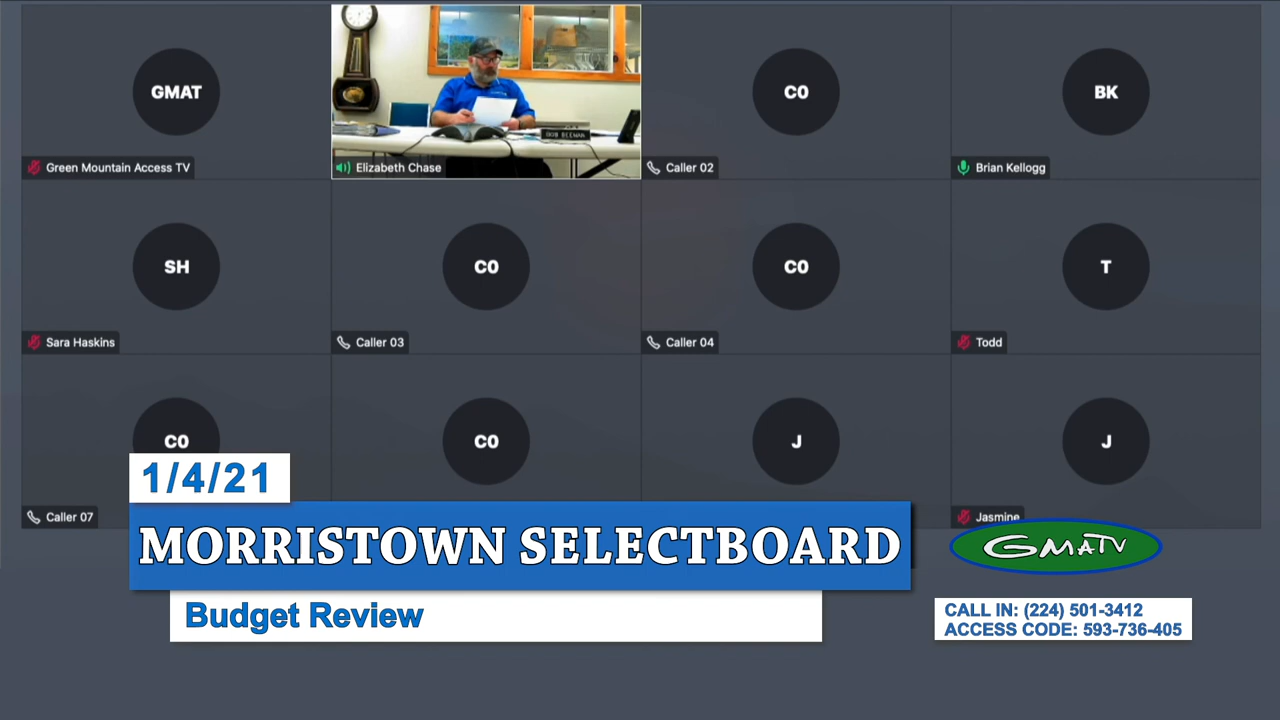 GMAT
C0
BK
Green Mountain Access TV
Elizabeth Chase
BOB BEEMAN
Caller 02
Brian Kellogg
SH
C0
C0
T
Sara Haskins
Caller 03
Caller 04
Todd
C0
C0
J
J
Caller 07
Jasmine
1/4/21
MORRISTOWN SELECTBOARD
Budget Review
GMATV
CALL IN: (224) 501-3412
ACCESS CODE: 593-736-405